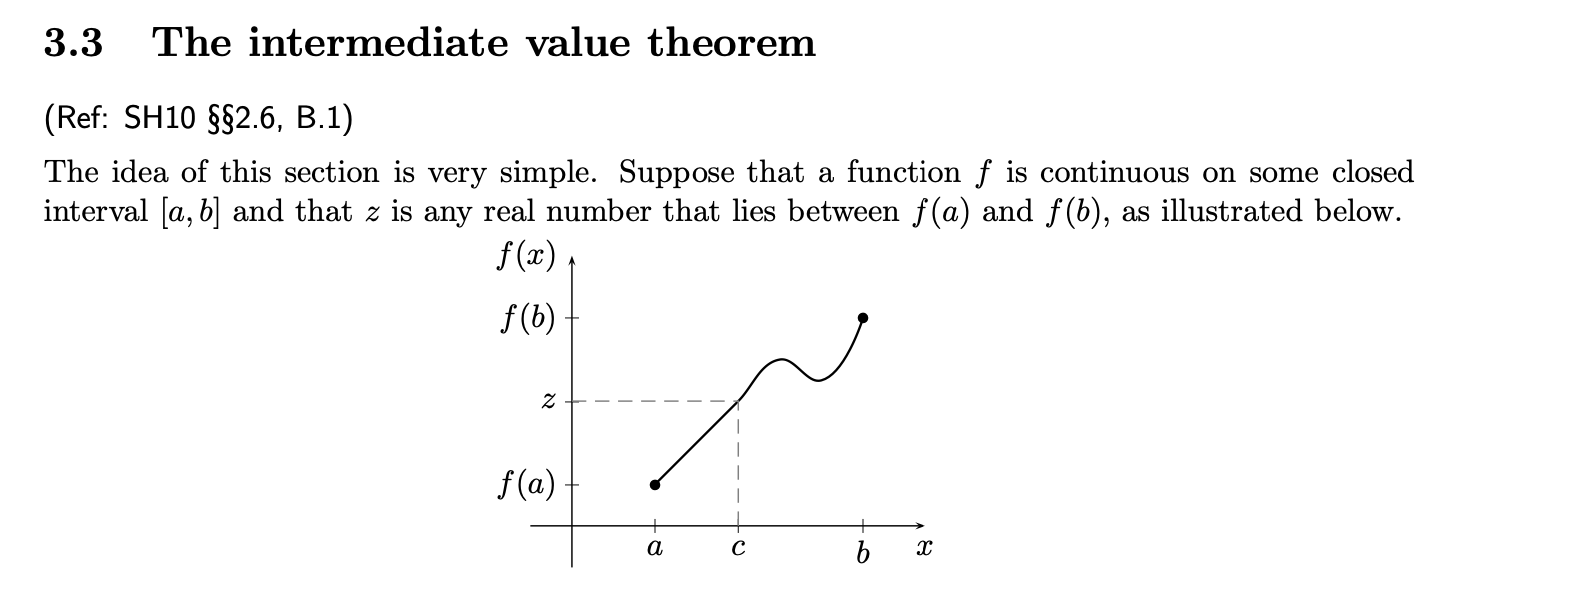 3.3 The intermediate value theorem
(Ref: SH10 §§2.6, B.1)
The idea of this section is very simple. Suppose that a function f is continuous on some closed
interval [a, b] and that z is any real number that lies between f(a) and f(b), as illustrated below.
f(x)
f(b)
z
f(a)
a c b x